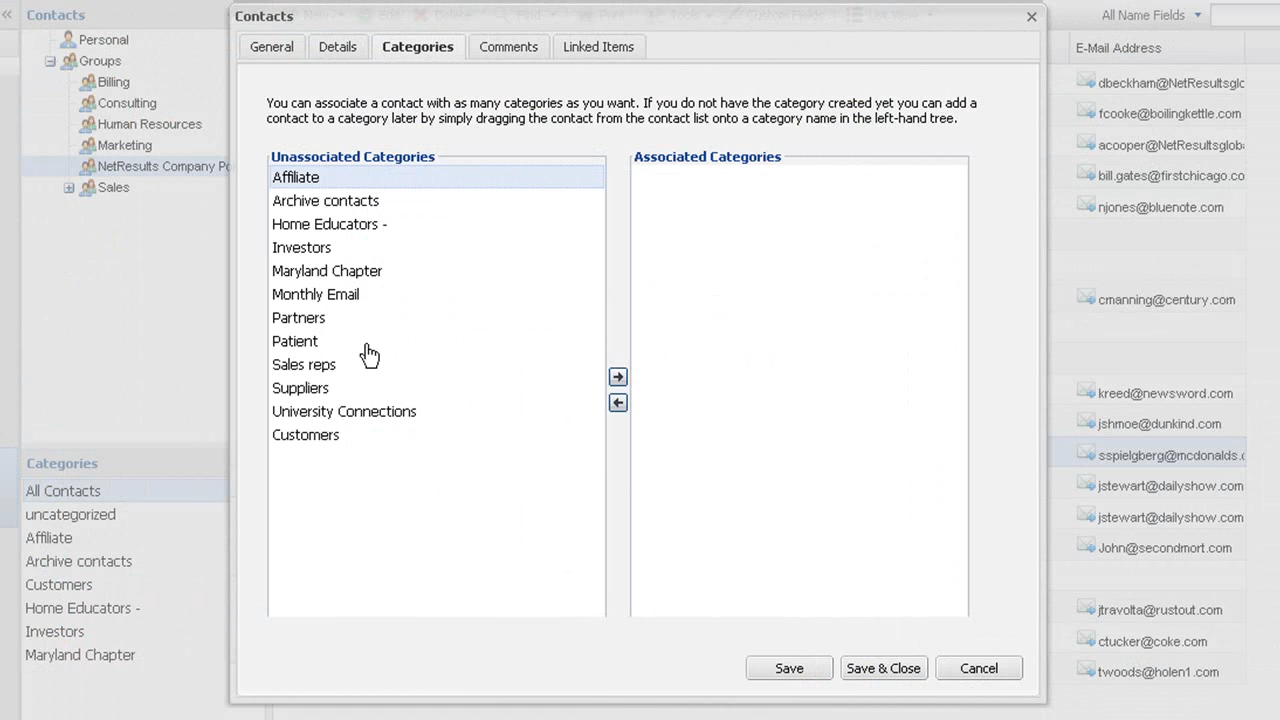 Contacts
Personal
Groups
Billing
Consulting
Human Resources
Marketing
NetResults Company Po
Sales
Categories
All Contacts
uncategorized
Affiliate
Archive contacts
Customers
Home Educators -
Investors
Maryland Chapter
Contacts
General
Details
Categories
Comments
Linked Items
You can associate a contact with as many categories as you want. If you do not have the category created yet you can add a
contact to a category later by simply dragging the contact from the contact list onto a category name in the left-hand tree.
Unassociated Categories
Affiliate
Archive contacts
Home Educators -
Investors
Maryland Chapter
Monthly Email
Partners
Patient
Sales reps
Suppliers
University Connections
Customers
Associated Categories
Save
Save & Close
Cancel
All Name Fields
E-Mail Address
dbeckham@NetResultsglc
fcooke@boilingkettle.com
acooper@NetResultsgloba
bill.gates@firstchicago.co
njones@bluenote.com
cmanning@century.com
kreed@newsword.com
jshmoe@dunkind.com
sspielgberg@mcdonalds.c
jstewart@dailyshow.com
jstewart@dailyshow.com
John@secondmort.com
jtravolta@rustout.com
ctucker@coke.com
twoods@holen1.com